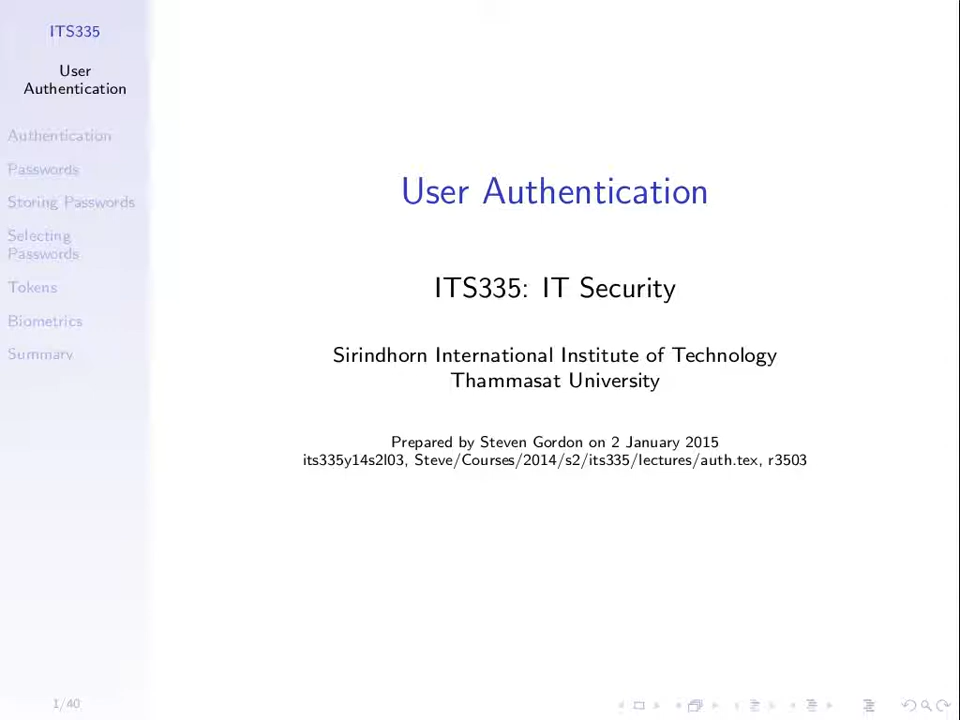 ITS335
User
Authentication
Authentication
Passwords
Storing Passwords
Selecting
Passwords
Tokens
Biometrics
Summary
User Authentication
ITS335: IT Security
Sirindhorn International Institute of Technology
Thammasat University
Prepared by Steven Gordon on 2 January 2015
its335y14s2l03, Steve/Courses/2014/s2/its335/lectures/auth.tex, r3503
1/40